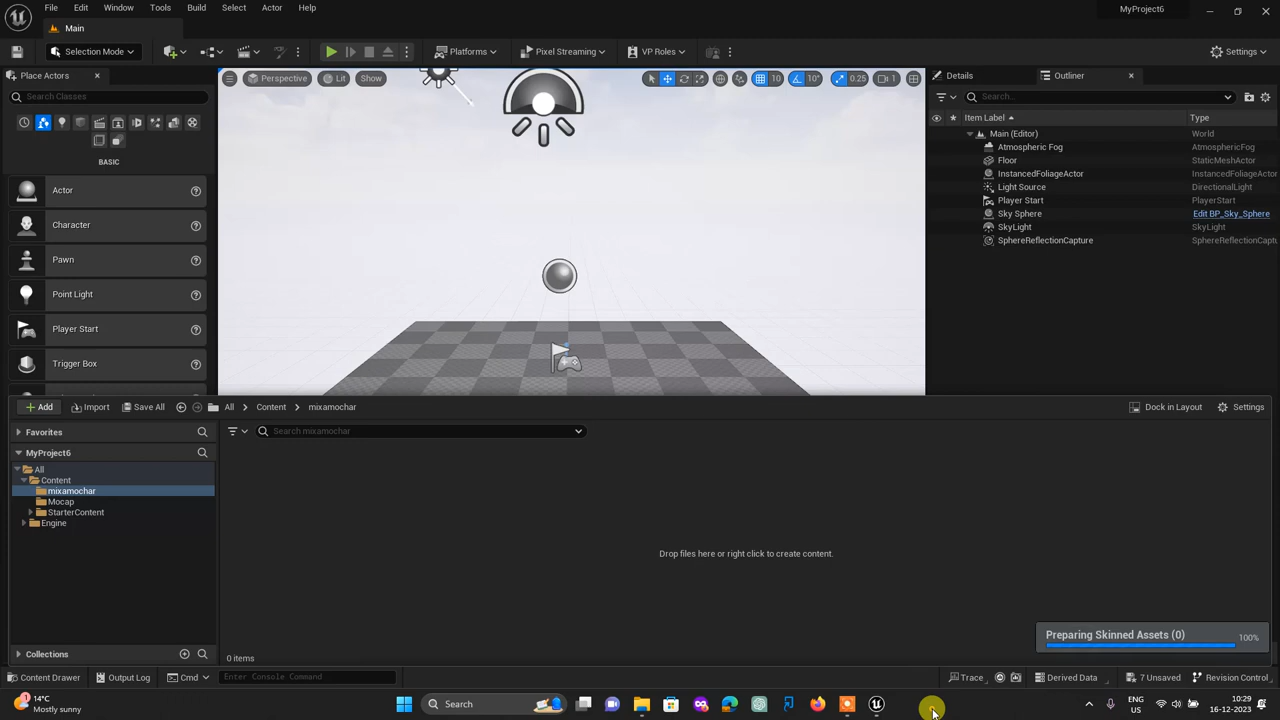 File Edit Window Tools Build Select Actor Help MyProject6
Main
Selection Mode Platforms Pixel Streaming VP Roles Settings
Place Actors
Search Classes
BASIC
Actor
Character
Pawn
Point Light
Player Start
Trigger Box
Perspective Lit Show 10 10° 0.25 1
Details Outliner
Search...
Item Label Type
Main (Editor) World
Atmospheric Fog AtmosphericFog
Floor StaticMeshActor
InstancedFoliageActor InstancedFoliageActor
Light Source DirectionalLight
Player Start PlayerStart
Sky Sphere Edit BP_Sky_Sphere
SkyLight SkyLight
SphereReflectionCapture SphereReflectionCaptu
+ Add Import Save All All > Content > mixamochar Dock in Layout Settings
Favorites
MyProject6
All
Content
mixamochar
Mocap
StarterContent
Engine
Collections
Search mixamochar
Drop files here or right click to create content.
0 items
Preparing Skinned Assets (0) 100%
Content Drawer Output Log Cmd Enter Console Command Trace Derived Data 7 Unsaved Revision Control
14°C
Mostly sunny
Search
ENG
US
10:29
16-12-2023